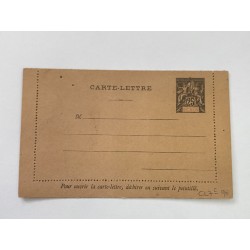 CARTE-LETTRE
M
Pour ouvrir la carte-lettre, déchirer en suivant le pointillé.